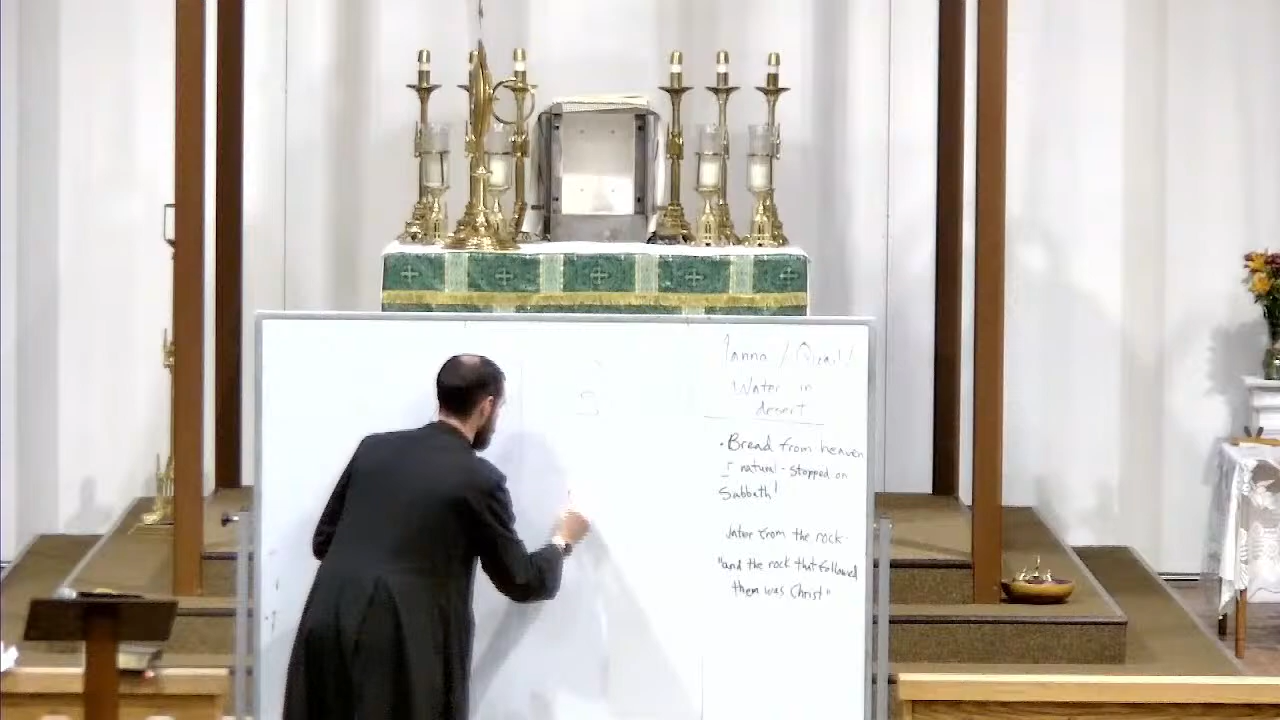 Ianna / Quail /
Water in
desert
• Bread from heaven
natural - stopped on
Sabbath!
Water from the rock
"and the rock that followed
them was Christ"